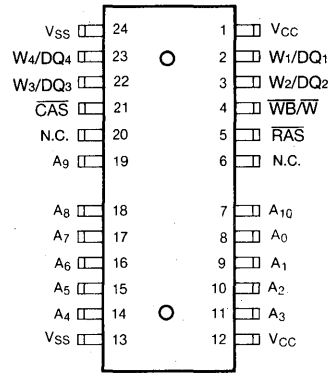 VSS 24 1 VCC
W4/DQ4 23 2 W1/DQ1
W3/DQ3 22 3 W2/DQ2
CAS 21 4 WB/W
N.C. 20 5 RAS
A9 19 6 N.C.
A8 18 7 A10
A7 17 8 A0
A6 16 9 A1
A5 15 10 A2
A4 14 11 A3
VSS 13 12 VCC